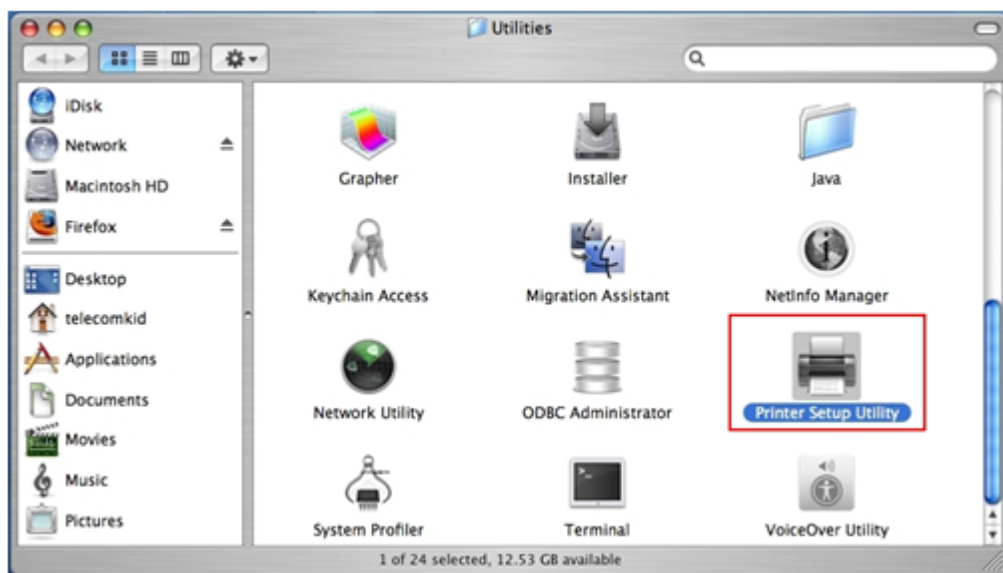 Utilities
iDisk
Network
Macintosh HD
Firefox
Desktop
telecomkid
Applications
Documents
Movies
Music
Pictures
Grapher
Installer
Java
Keychain Access
Migration Assistant
NetInfo Manager
Network Utility
ODBC Administrator
Printer Setup Utility
System Profiler
Terminal
VoiceOver Utility
1 of 24 selected, 12.53 GB available